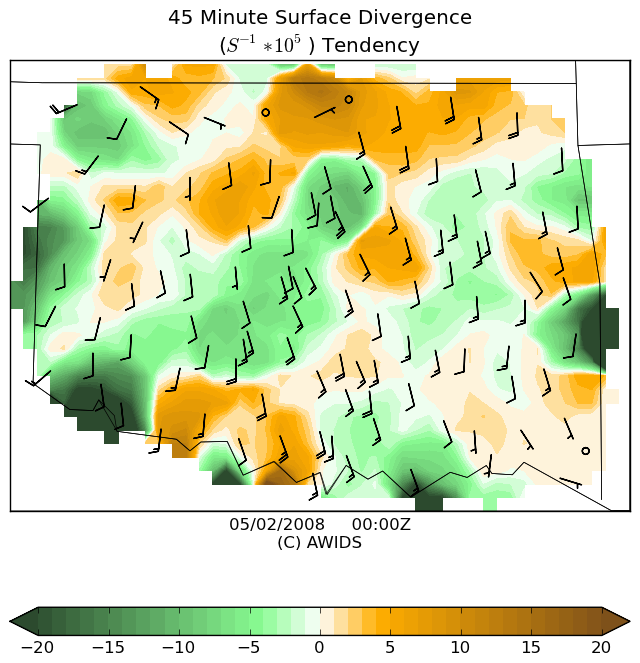 45 Minute Surface Divergence
(S⁻¹ *10⁵ ) Tendency
05/02/2008 00:00Z
(C) AWIDS
−20 −15 −10 −5 0 5 10 15 20